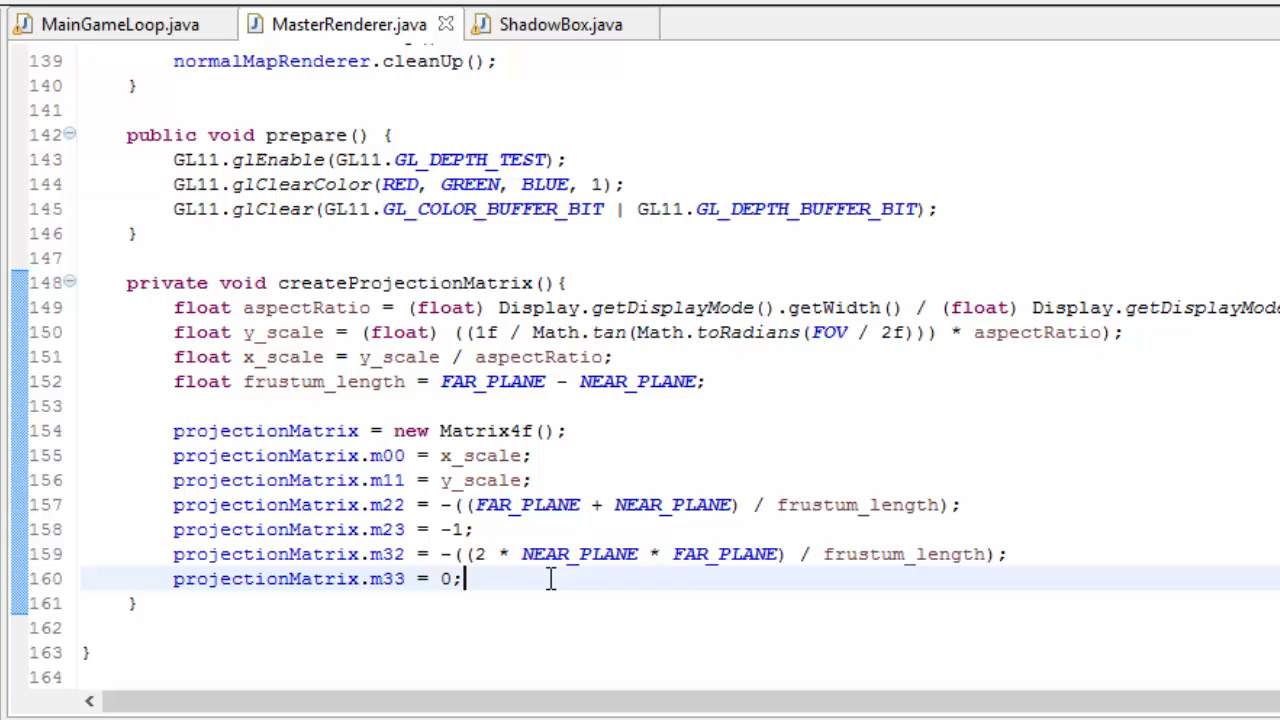 MainGameLoop.java MasterRenderer.java ShadowBox.java
139 normalMapRenderer.cleanUp();
140 }
141
142 public void prepare() {
143 GL11.glEnable(GL11.GL_DEPTH_TEST);
144 GL11.glClearColor(RED, GREEN, BLUE, 1);
145 GL11.glClear(GL11.GL_COLOR_BUFFER_BIT | GL11.GL_DEPTH_BUFFER_BIT);
146 }
147
148 private void createProjectionMatrix(){
149 float aspectRatio = (float) Display.getDisplayMode().getWidth() / (float) Display.getDisplayMode
150 float y_scale = (float) ((1f / Math.tan(Math.toRadians(FOV / 2f))) * aspectRatio);
151 float x_scale = y_scale / aspectRatio;
152 float frustum_length = FAR_PLANE - NEAR_PLANE;
153
154 projectionMatrix = new Matrix4f();
155 projectionMatrix.m00 = x_scale;
156 projectionMatrix.m11 = y_scale;
157 projectionMatrix.m22 = -((FAR_PLANE + NEAR_PLANE) / frustum_length);
158 projectionMatrix.m23 = -1;
159 projectionMatrix.m32 = -((2 * NEAR_PLANE * FAR_PLANE) / frustum_length);
160 projectionMatrix.m33 = 0;
161 }
162
163 }
164